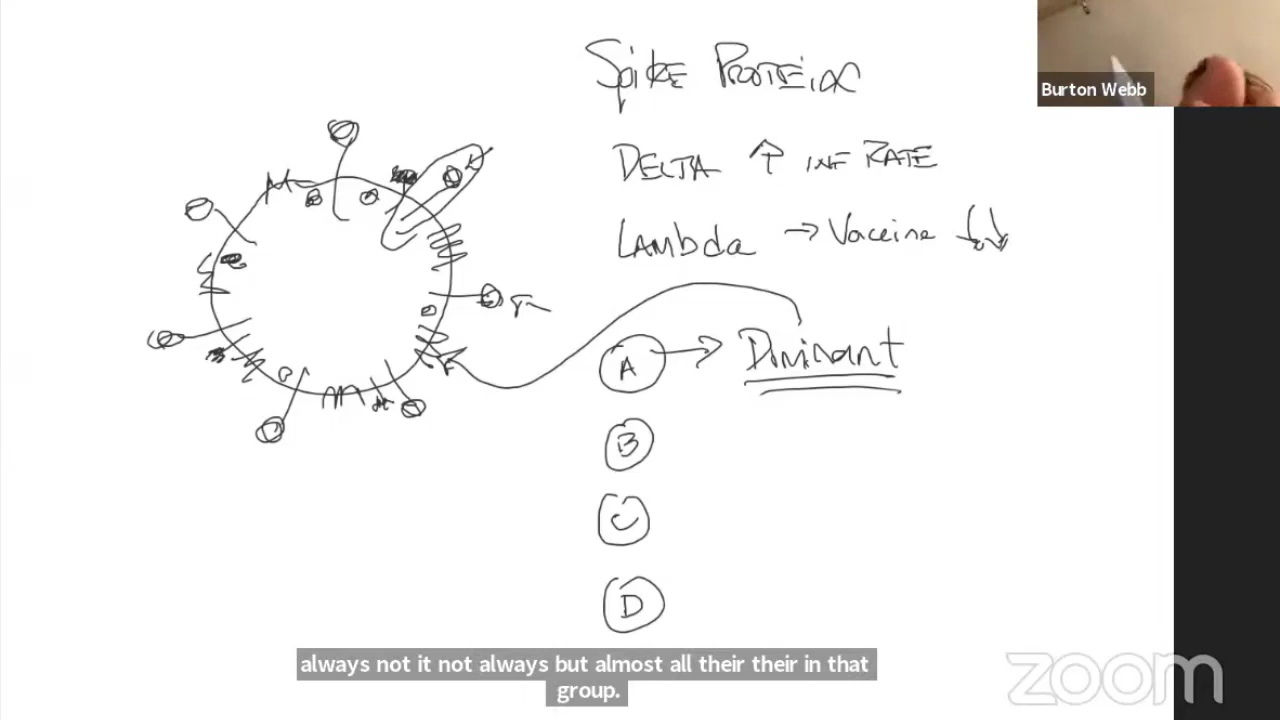 Burton Webb
SPIKE PROTEIN
DELTA ↑ INF RATE
LAMBda → Vaccine ↓↓
A → Dominant
B
C
D
always not it not always but almost all their their in that
group.
zoom